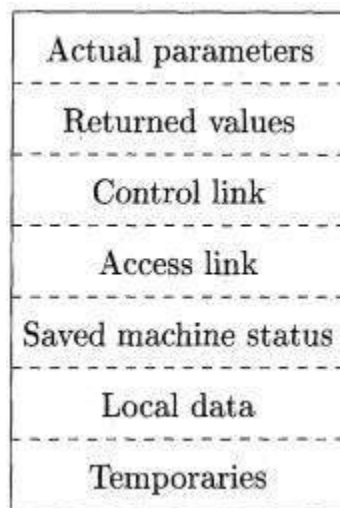 Actual parameters
Returned values
Control link
Access link
Saved machine status
Local data
Temporaries